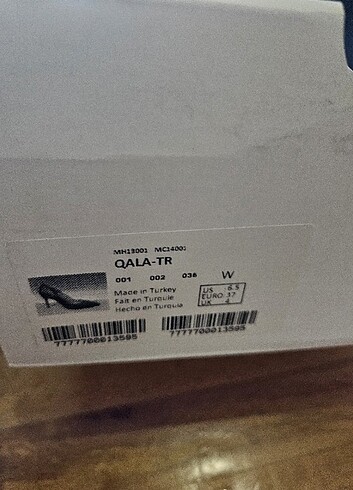 MH13001 MC14001
QALA-TR
001 002 036 W
Made in Turkey
Fait en Turquie
Hecho en Turquia
US 6.5
EURO 37
UK 4
7777700013595 7777700013595